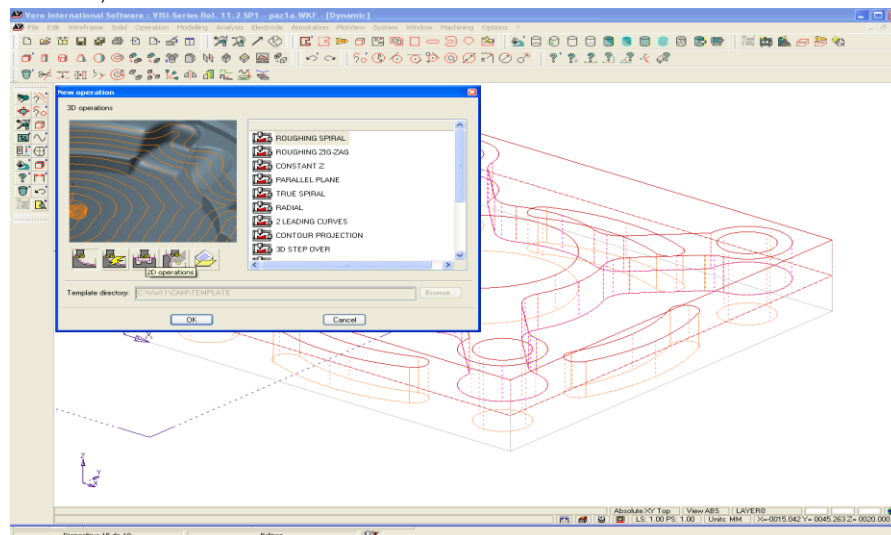 Vero International Software : VISI-Series Rel. 11.2 SP1 - paz1a.WKF - [Dynamic]
File Edit Wireframe Solid Operation Modelling Analysis Electrode Annotation PlotView System Window Machining Options ?
New operation
3D operations
ROUGHING SPIRAL
ROUGHING ZIG-ZAG
CONSTANT Z
PARALLEL PLANE
TRUE SPIRAL
RADIAL
2 LEADING CURVES
CONTOUR PROJECTION
3D STEP OVER
2D operations
Template directory: C:\Visi11\CAM\TEMPLATE Browse...
OK Cancel
Z
Y
X
Absolute XY Top View ABS LAYER0
LS: 1.00 PS: 1.00 Units: MM X=-0015.042 Y= 0045.263 Z= 0020.000